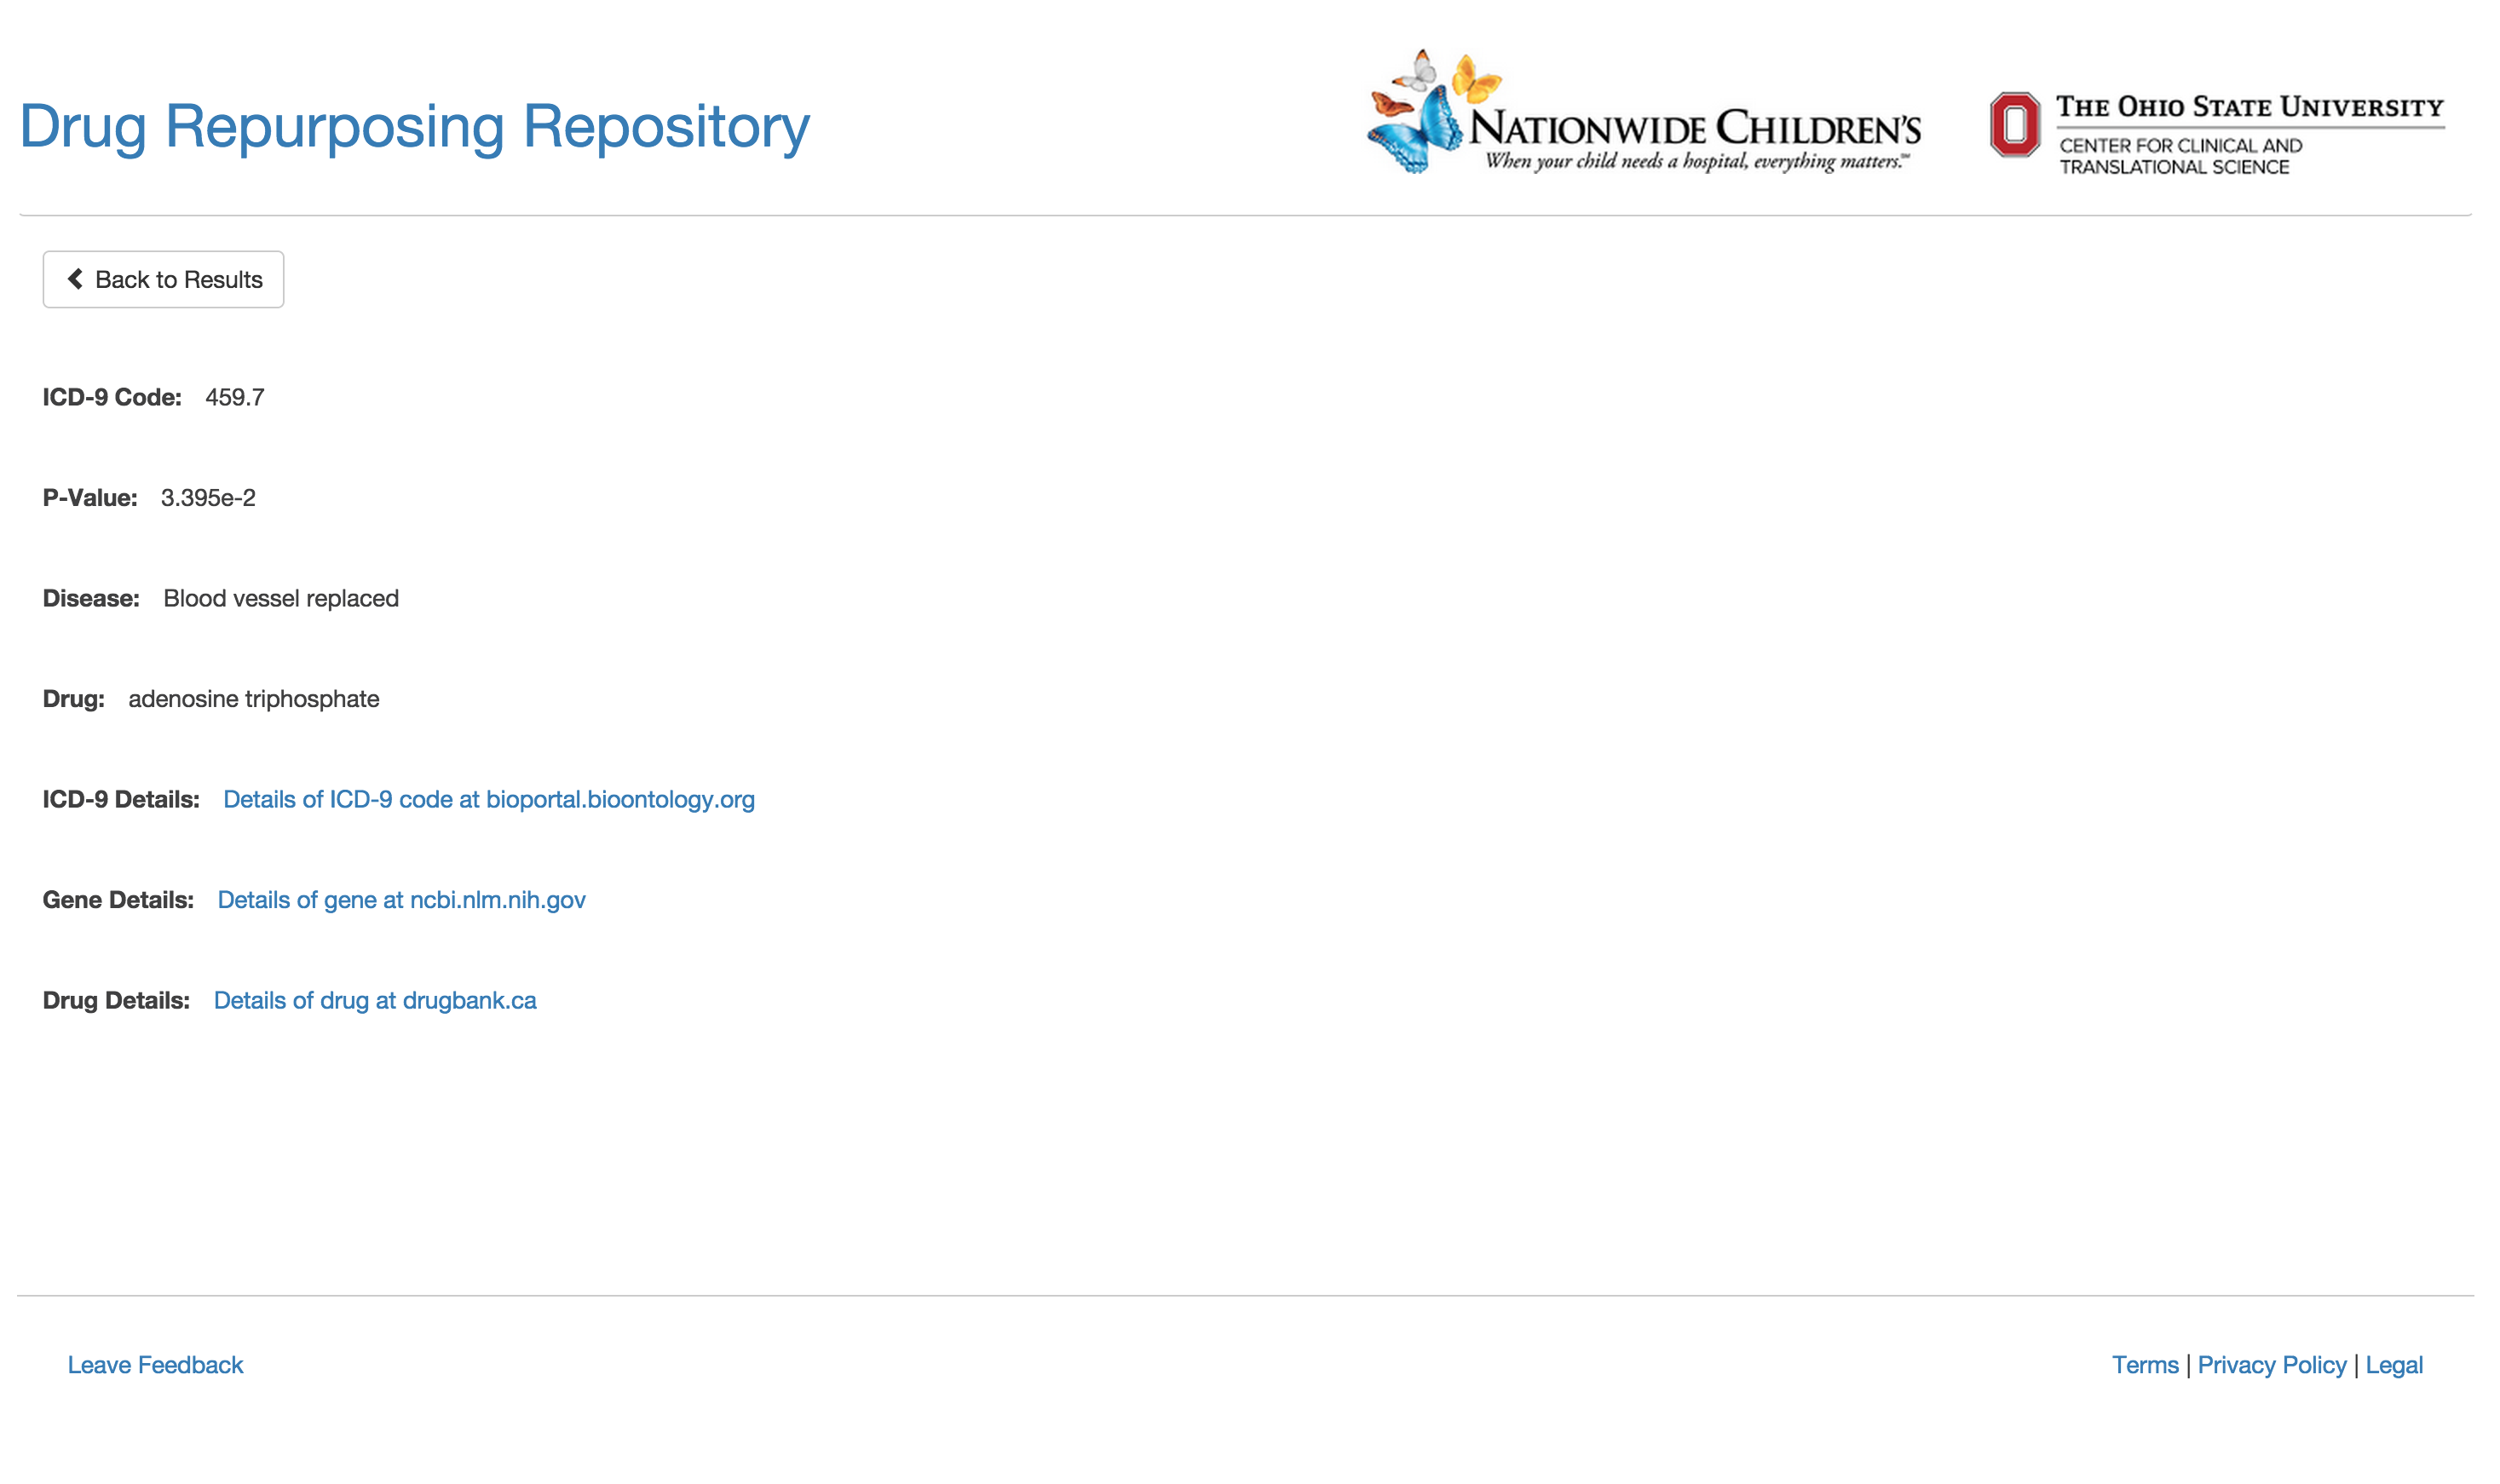 Drug Repurposing Repository
NATIONWIDE CHILDREN'S
When your child needs a hospital, everything matters.℠
THE OHIO STATE UNIVERSITY
CENTER FOR CLINICAL AND
TRANSLATIONAL SCIENCE
Back to Results
ICD-9 Code: 459.7
P-Value: 3.395e-2
Disease: Blood vessel replaced
Drug: adenosine triphosphate
ICD-9 Details: Details of ICD-9 code at bioportal.bioontology.org
Gene Details: Details of gene at ncbi.nlm.nih.gov
Drug Details: Details of drug at drugbank.ca
Leave Feedback
Terms | Privacy Policy | Legal